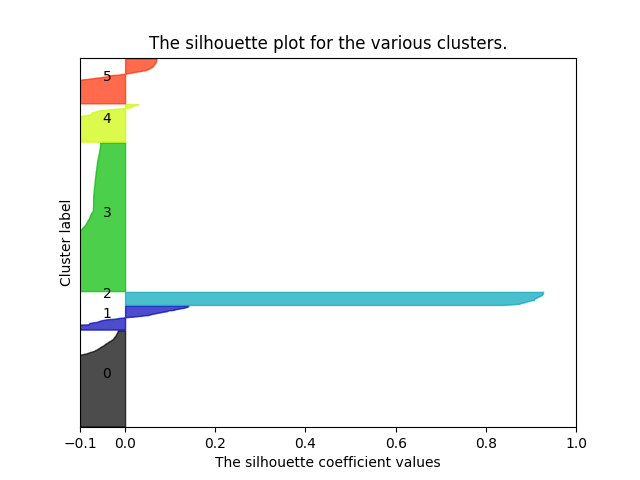 The silhouette plot for the various clusters.
5
4
3
2
1
0
Cluster label
−0.1 0.0 0.2 0.4 0.6 0.8 1.0
The silhouette coefficient values